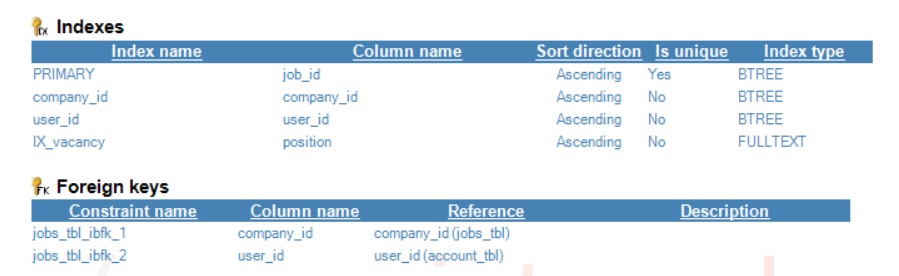 Indexes
Index name Column name Sort direction Is unique Index type
PRIMARY job_id Ascending Yes BTREE
company_id company_id Ascending No BTREE
user_id user_id Ascending No BTREE
IX_vacancy position Ascending No FULLTEXT
Foreign keys
Constraint name Column name Reference Description
jobs_tbl_ibfk_1 company_id company_id (jobs_tbl)
jobs_tbl_ibfk_2 user_id user_id (account_tbl)